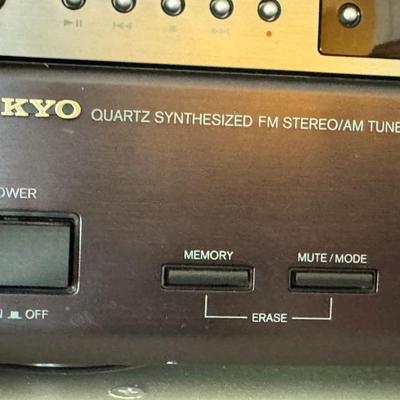 KYO QUARTZ SYNTHESIZED FM STEREO/AM TUNE
OWER
MEMORY MUTE/MODE
ERASE
N OFF